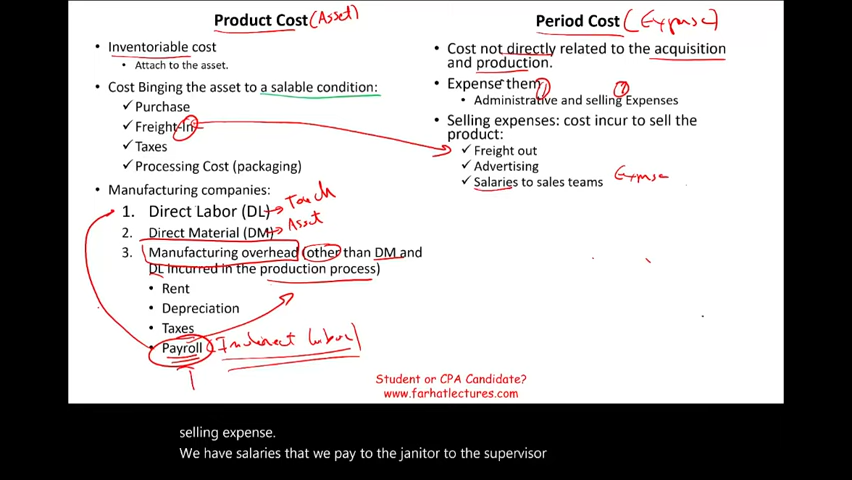 Product Cost (Asset)
• Inventoriable cost
• Attach to the asset.
• Cost Binging the asset to a salable condition:
✓ Purchase
✓ Freight-In
✓ Taxes
✓ Processing Cost (packaging)
• Manufacturing companies:
1. Direct Labor (DL) → Touch
2. Direct Material (DM) → Asset
3. Manufacturing overhead (other than DM and
DL incurred in the production process)
• Rent
• Depreciation
• Taxes
• Payroll (Indirect labor)
Period Cost (Expense)
• Cost not directly related to the acquisition
and production.
• Expense them 1 2
• Administrative and selling Expenses
• Selling expenses: cost incur to sell the
product:
✓ Freight out
✓ Advertising
✓ Salaries to sales teams Expense
Student or CPA Candidate?
www.farhatlectures.com
selling expense.
We have salaries that we pay to the janitor to the supervisor